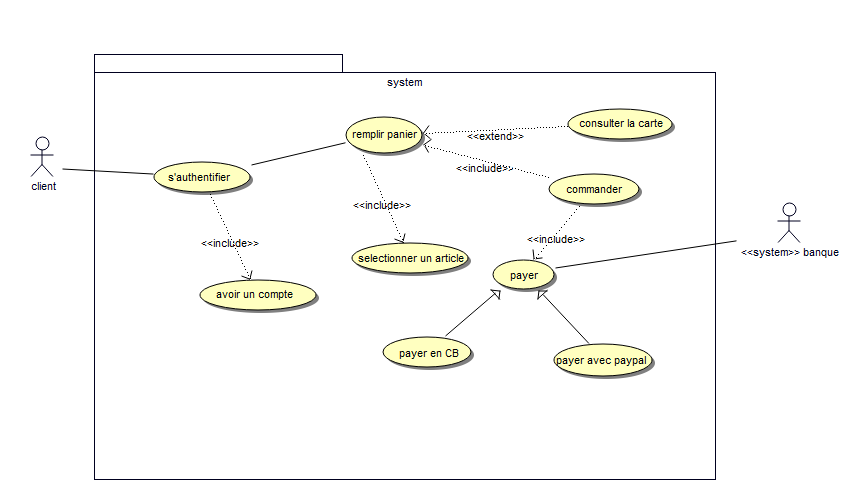 system
consulter la carte
remplir panier
<<extend>>
<<include>>
client
s'authentifier
commander
<<include>>
<<include>>
<<include>>
<<system>> banque
selectionner un article
payer
avoir un compte
payer en CB
payer avec paypal